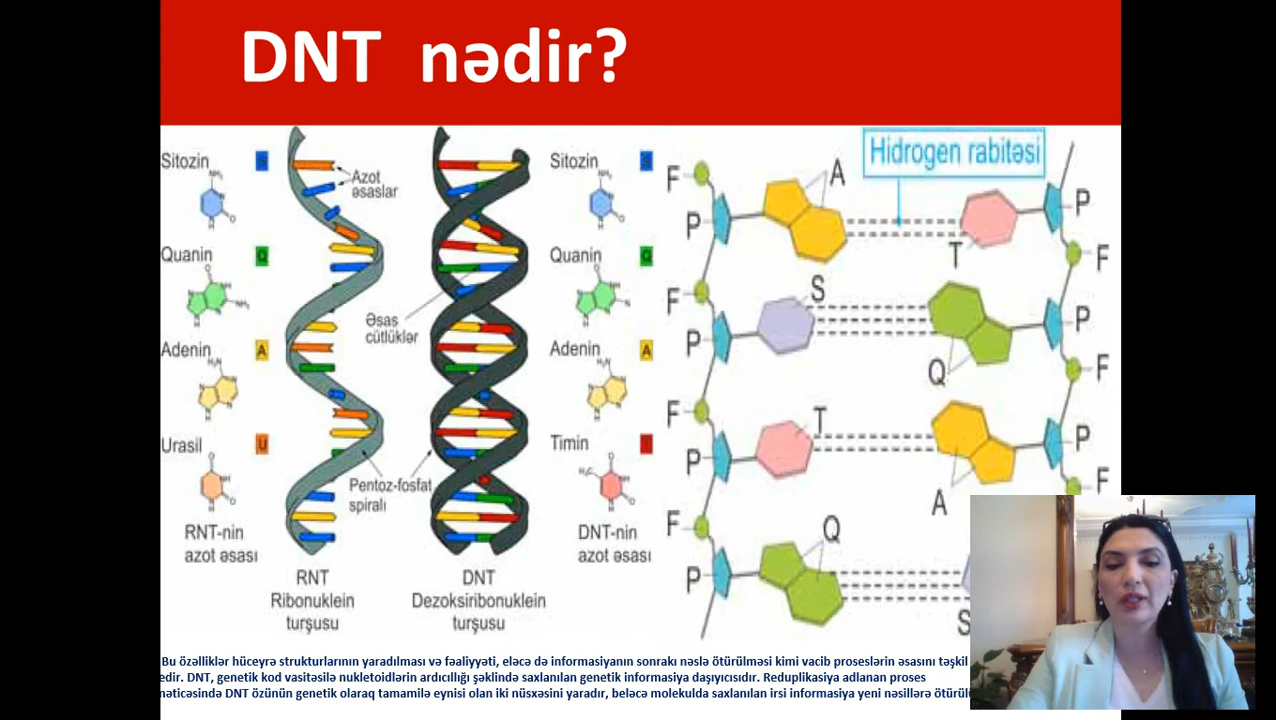 DNT nədir?
Sitozin
S
Azot
əsaslar
Quanin
Q
Əsas
cütlüklər
Adenin
A
Urasil
U
Pentoz-fosfat
spiralı
RNT-nin
azot əsası
RNT
Ribonuklein
turşusu
DNT
Dezoksiribonuklein
turşusu
Sitozin
S
Quanin
Q
Adenin
A
Timin
T
DNT-nin
azot əsası
Hidrogen rabitəsi
F
A
P
P
T
F
F
S
P
P
Q
F
F
T
P
P
A
F
F
Q
P
S
Bu özəlliklər hüceyrə strukturlarının yaradılması və fəaliyyəti, eləcə də informasiyanın sonrakı nəslə ötürülməsi kimi vacib proseslərin əsasını təşkil
edir. DNT, genetik kod vasitəsilə nukletoidlərin ardıcıllığı şəklində saxlanılan genetik informasiya daşıyıcısıdır. Reduplikasiya adlanan proses
nəticəsində DNT özünün genetik olaraq tamamilə eynisi olan iki nüsxəsini yaradır, beləcə molekulda saxlanılan irsi informasiya yeni nəsillərə